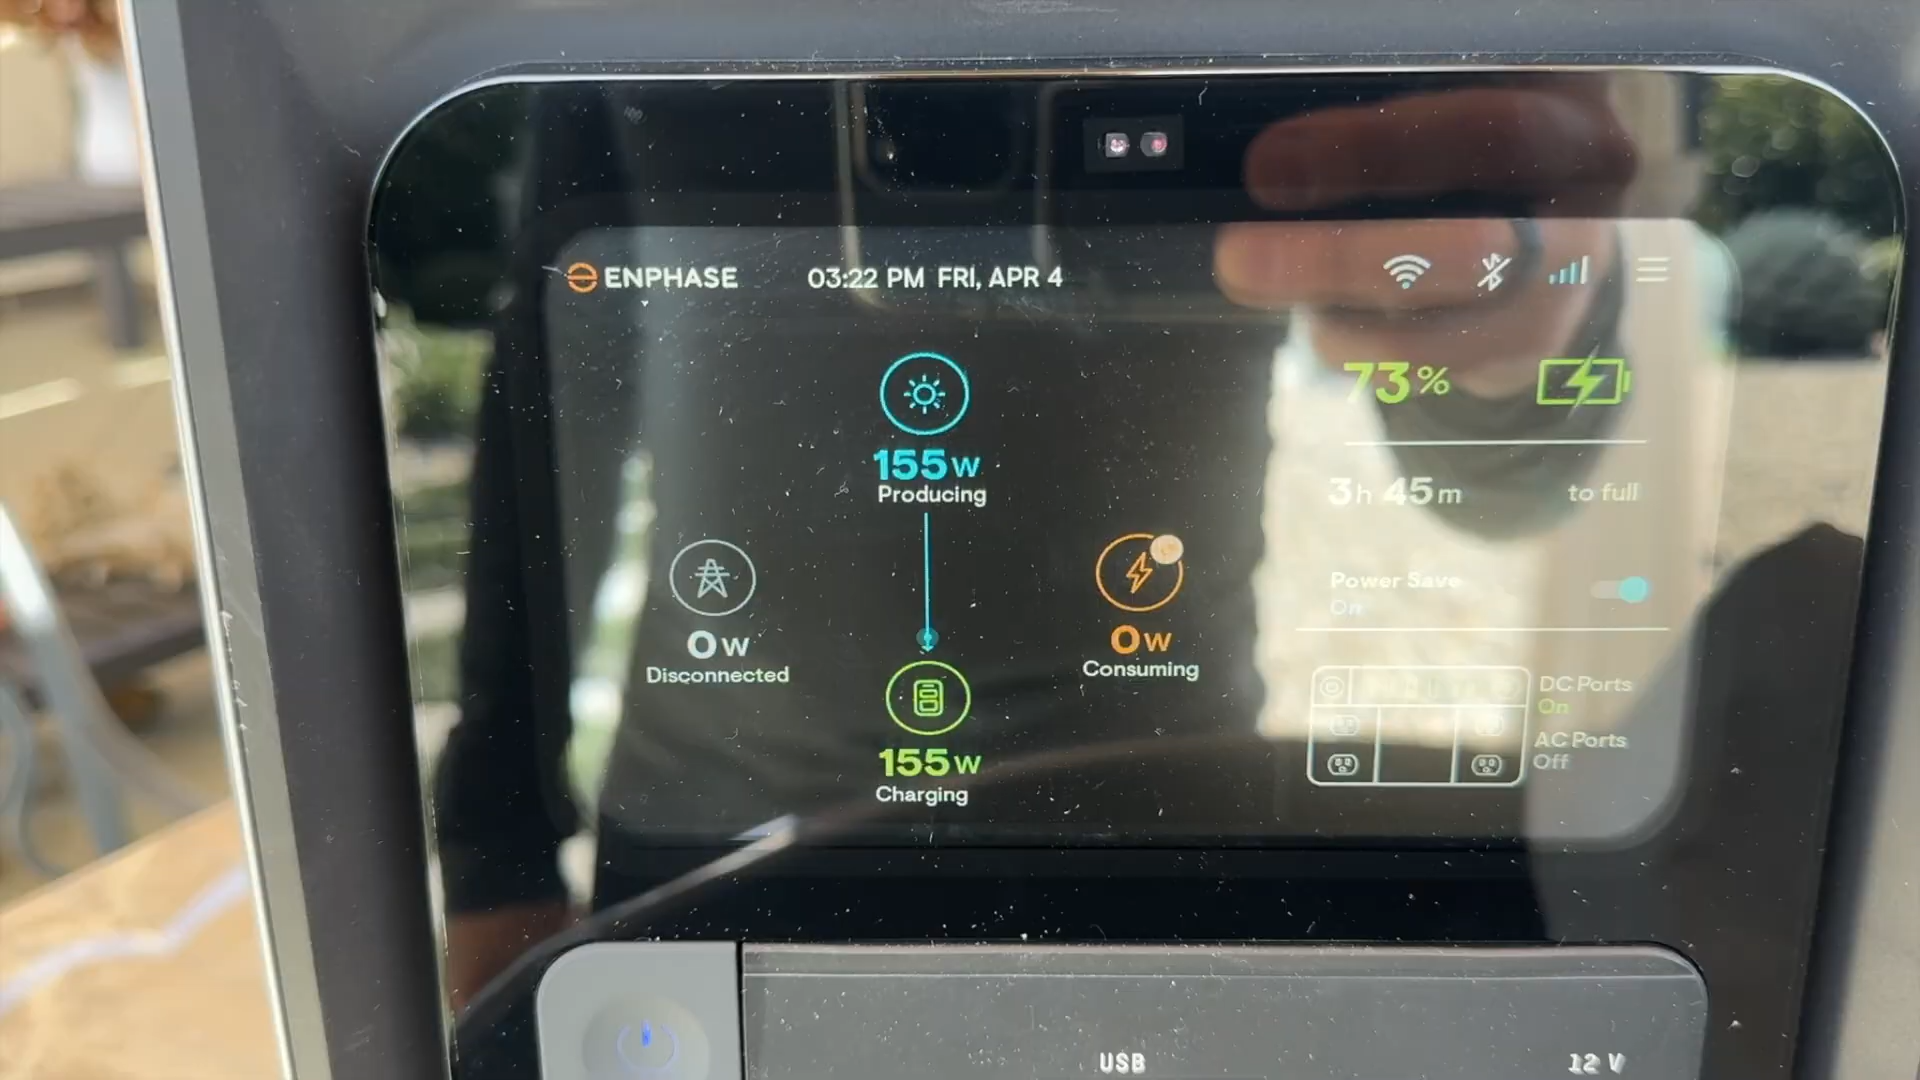 ENPHASE 03:22 PM FRI, APR 4
73%
155 W
Producing
3h 45m to full
Power Save
On
0 W
Disconnected
0 W
Consuming
DC Ports
On
AC Ports
Off
155 W
Charging
USB 12 V